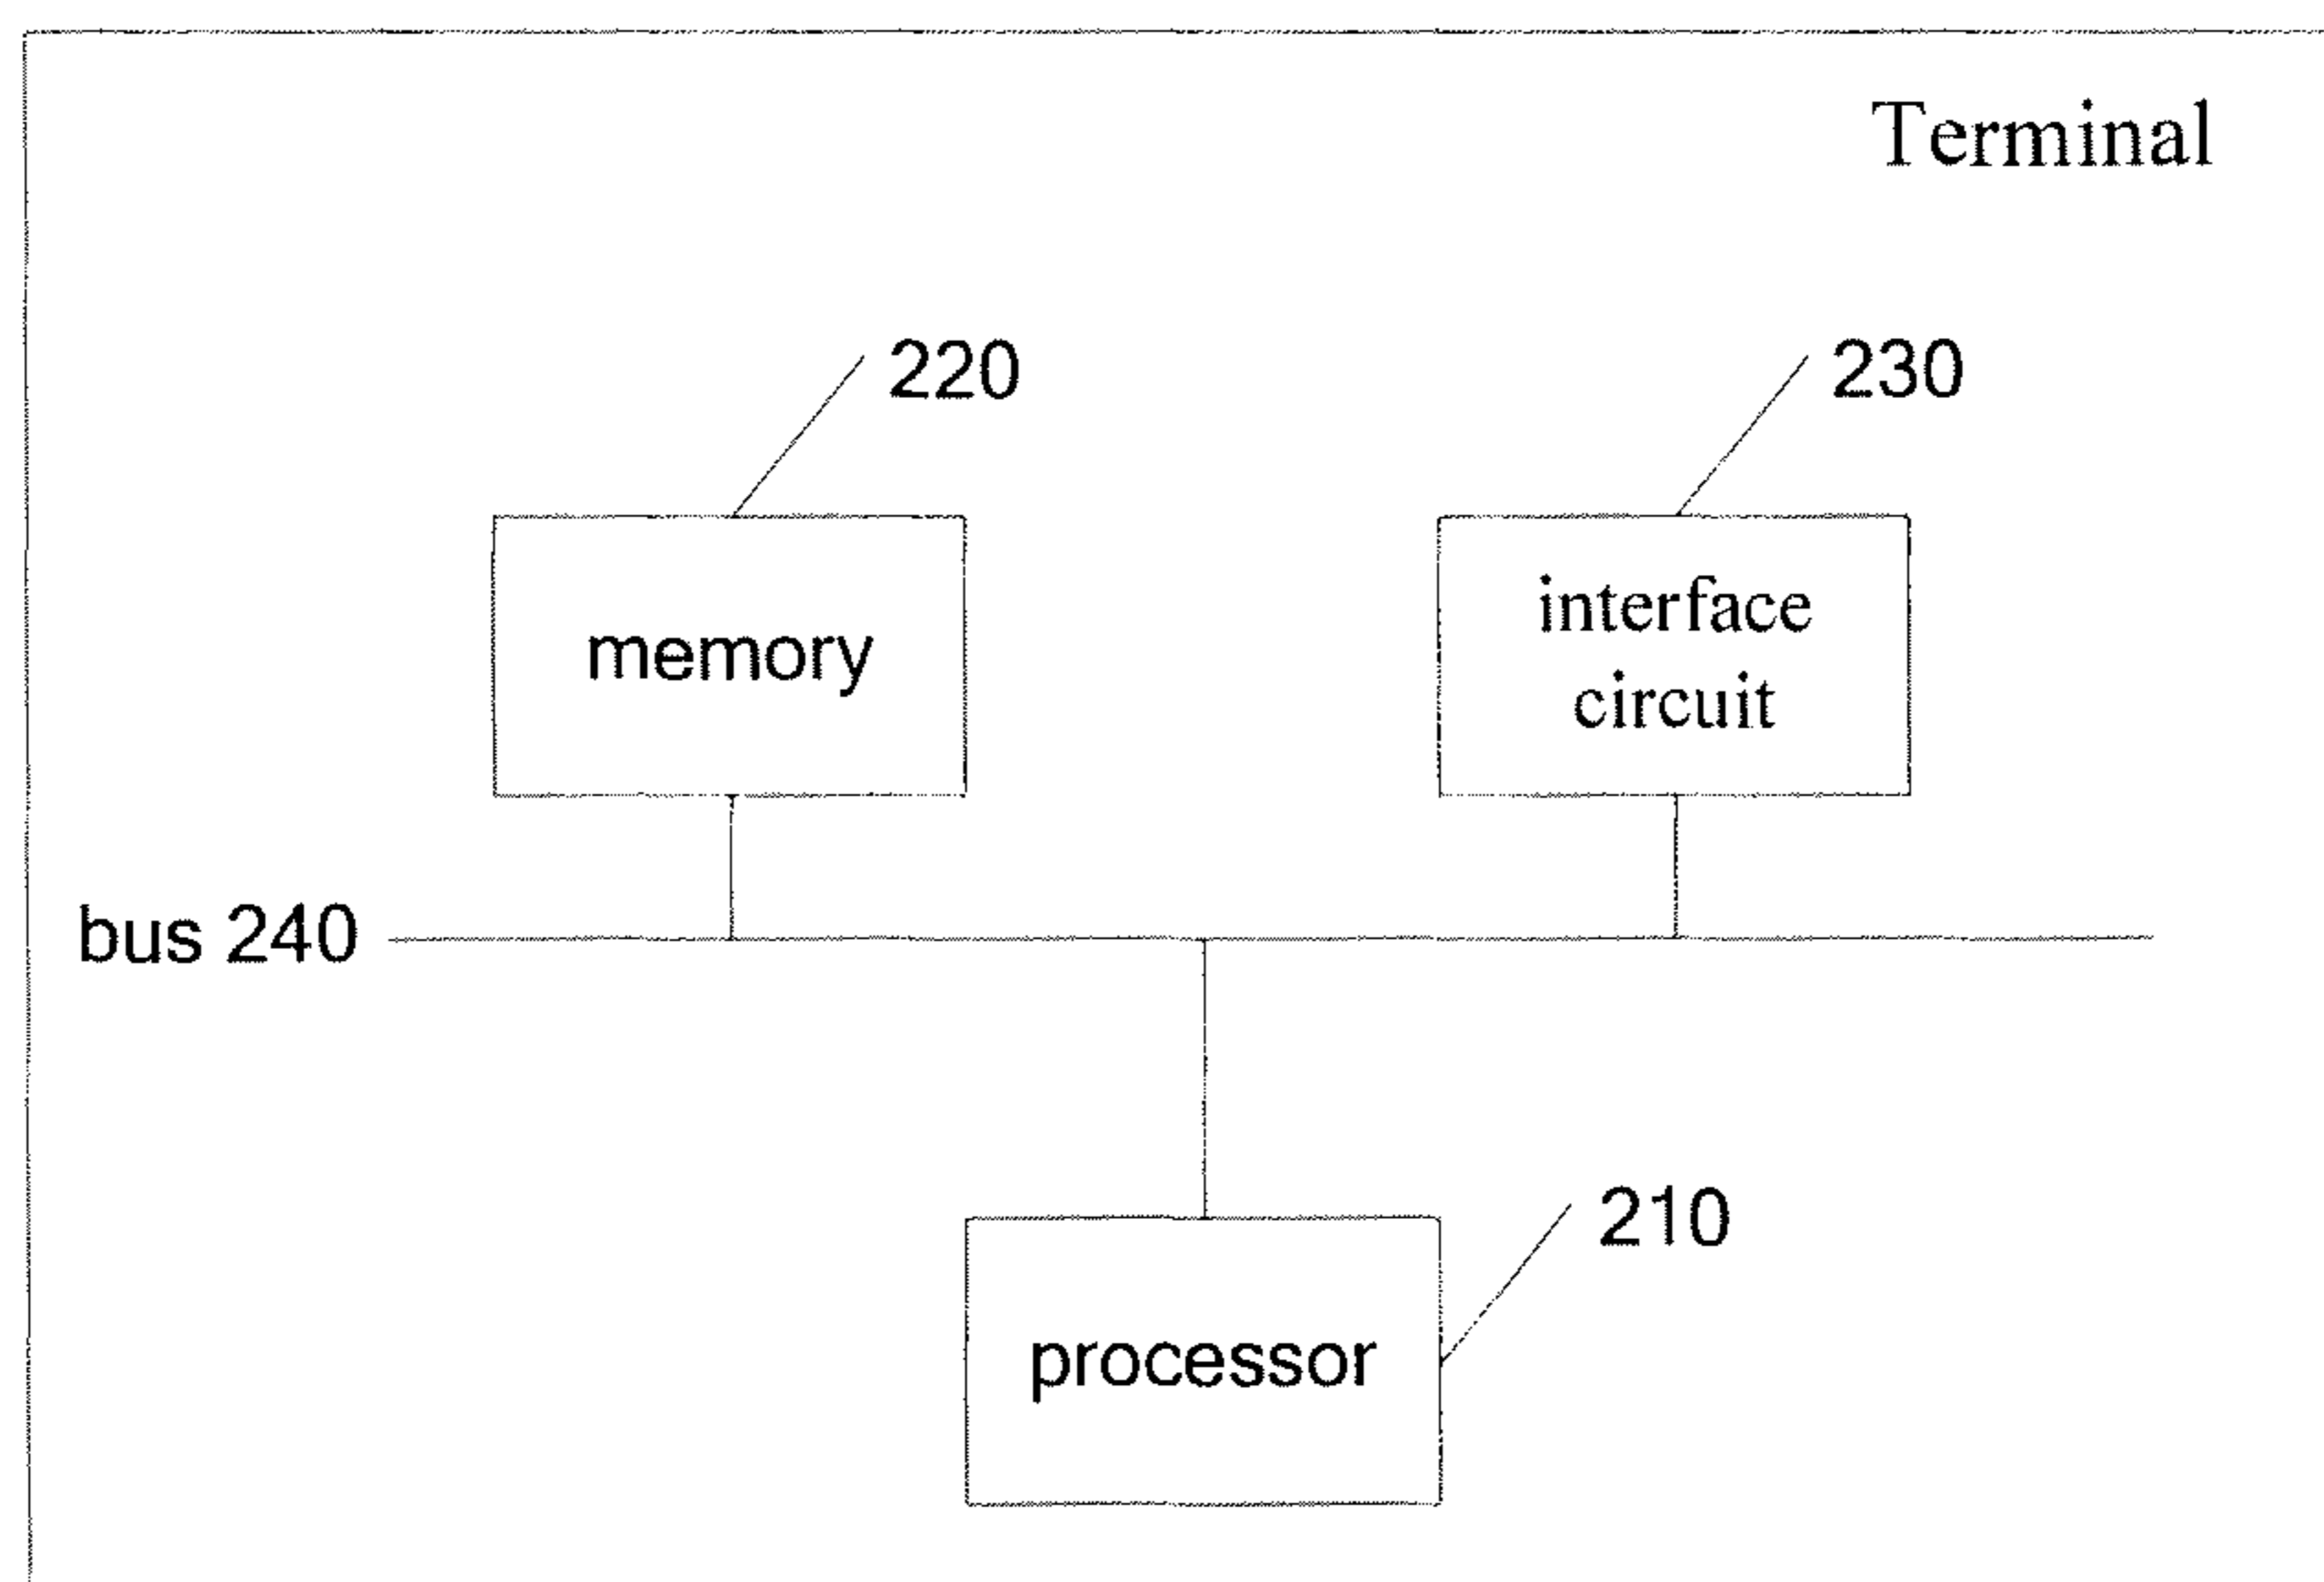 Terminal
220
230
memory
interface
circuit
bus 240
210
processor